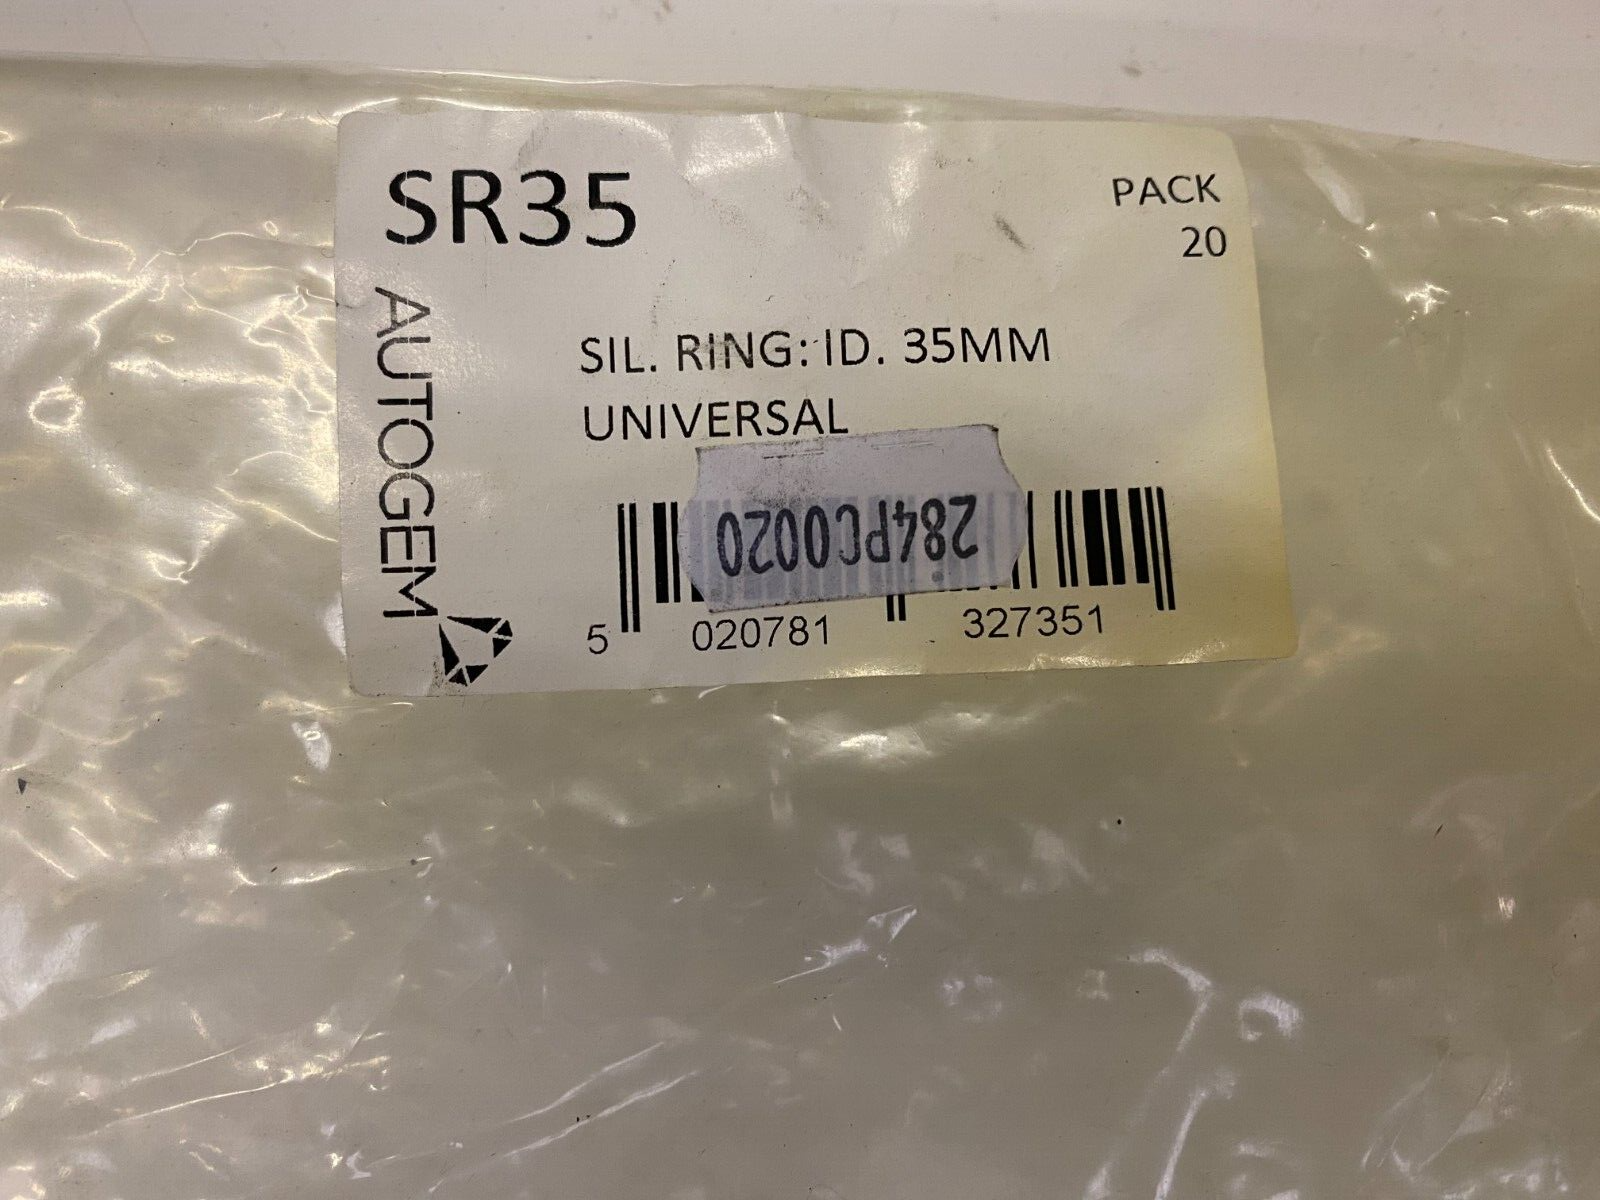 SR35
PACK
20
AUTOGEM
SIL. RING: ID. 35MM
UNIVERSAL
284PC0020
5 020781 327351